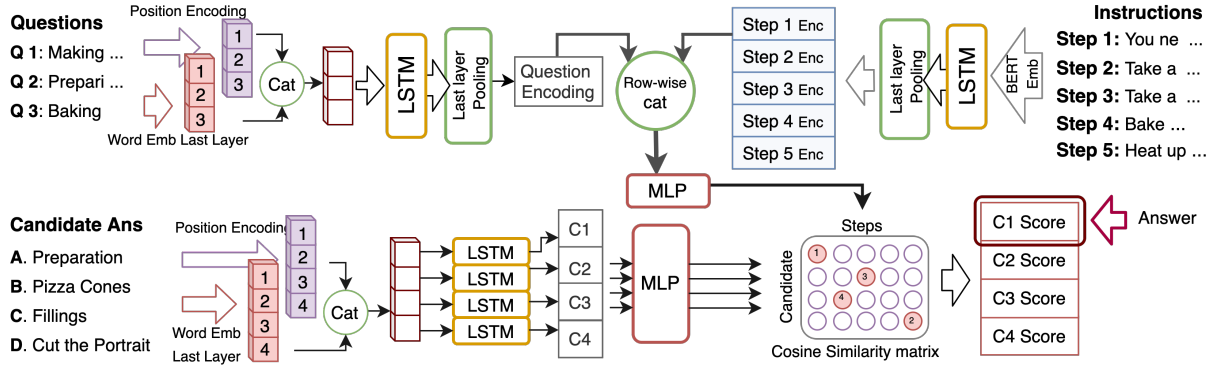 Questions
Q 1: Making ...
Q 2: Prepari ...
Q 3: Baking
Position Encoding
1
2
3
1
2
3
Word Emb Last Layer
Cat
LSTM
Last layer
Pooling
Question
Encoding
Row-wise
cat
Step 1 Enc
Step 2 Enc
Step 3 Enc
Step 4 Enc
Step 5 Enc
Last layer
Pooling
LSTM
BERT
Emb
Instructions
Step 1: You ne ...
Step 2: Take a ...
Step 3: Take a ...
Step 4: Bake ...
Step 5: Heat up ...
MLP
Candidate Ans
A. Preparation
B. Pizza Cones
C. Fillings
D. Cut the Portrait
Position Encoding
1
2
3
4
1
2
3
4
Word Emb
Last Layer
Cat
LSTM
LSTM
LSTM
LSTM
C1
C2
C3
C4
MLP
Steps
Candidate
1
3
4
2
Cosine Similarity matrix
C1 Score
C2 Score
C3 Score
C4 Score
Answer